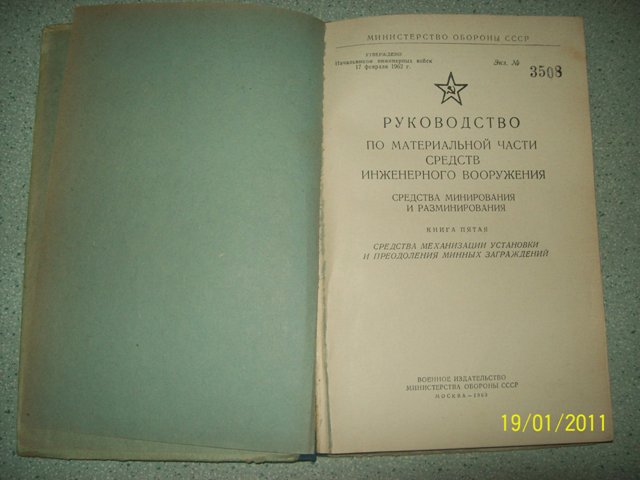 МИНИСТЕРСТВО ОБОРОНЫ СССР
УТВЕРЖДЕНО
Начальником инженерных войск
17 февраля 1962 г.
Экз. № 3508
РУКОВОДСТВО
ПО МАТЕРИАЛЬНОЙ ЧАСТИ
СРЕДСТВ
ИНЖЕНЕРНОГО ВООРУЖЕНИЯ
СРЕДСТВА МИНИРОВАНИЯ
И РАЗМИНИРОВАНИЯ
КНИГА ПЯТАЯ
СРЕДСТВА МЕХАНИЗАЦИИ УСТАНОВКИ
И ПРЕОДОЛЕНИЯ МИННЫХ ЗАГРАЖДЕНИЙ
ВОЕННОЕ ИЗДАТЕЛЬСТВО
МИНИСТЕРСТВА ОБОРОНЫ СССР
МОСКВА — 1963
19/01/2011